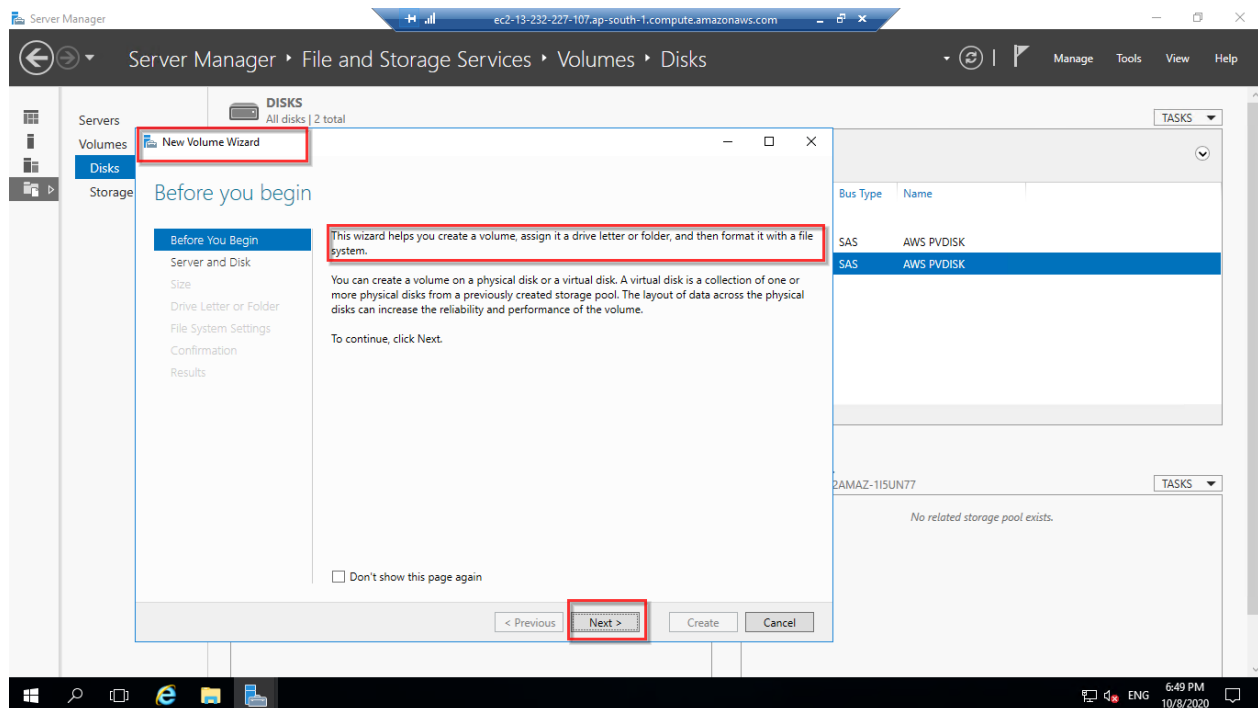 Server Manager
ec2-13-232-227-107.ap-south-1.compute.amazonaws.com
Server Manager ‣ File and Storage Services ‣ Volumes ‣ Disks
Manage Tools View Help
Servers
Volumes
Disks
Storage
DISKS
All disks | 2 total
TASKS
New Volume Wizard
Before you begin
Before You Begin
Server and Disk
Size
Drive Letter or Folder
File System Settings
Confirmation
Results
This wizard helps you create a volume, assign it a drive letter or folder, and then format it with a file
system.
You can create a volume on a physical disk or a virtual disk. A virtual disk is a collection of one or
more physical disks from a previously created storage pool. The layout of data across the physical
disks can increase the reliability and performance of the volume.
To continue, click Next.
Don't show this page again
< Previous Next > Create Cancel
Bus Type Name
SAS AWS PVDISK
SAS AWS PVDISK
2AMAZ-1I5UN77
TASKS
No related storage pool exists.
ENG
6:49 PM
10/8/2020